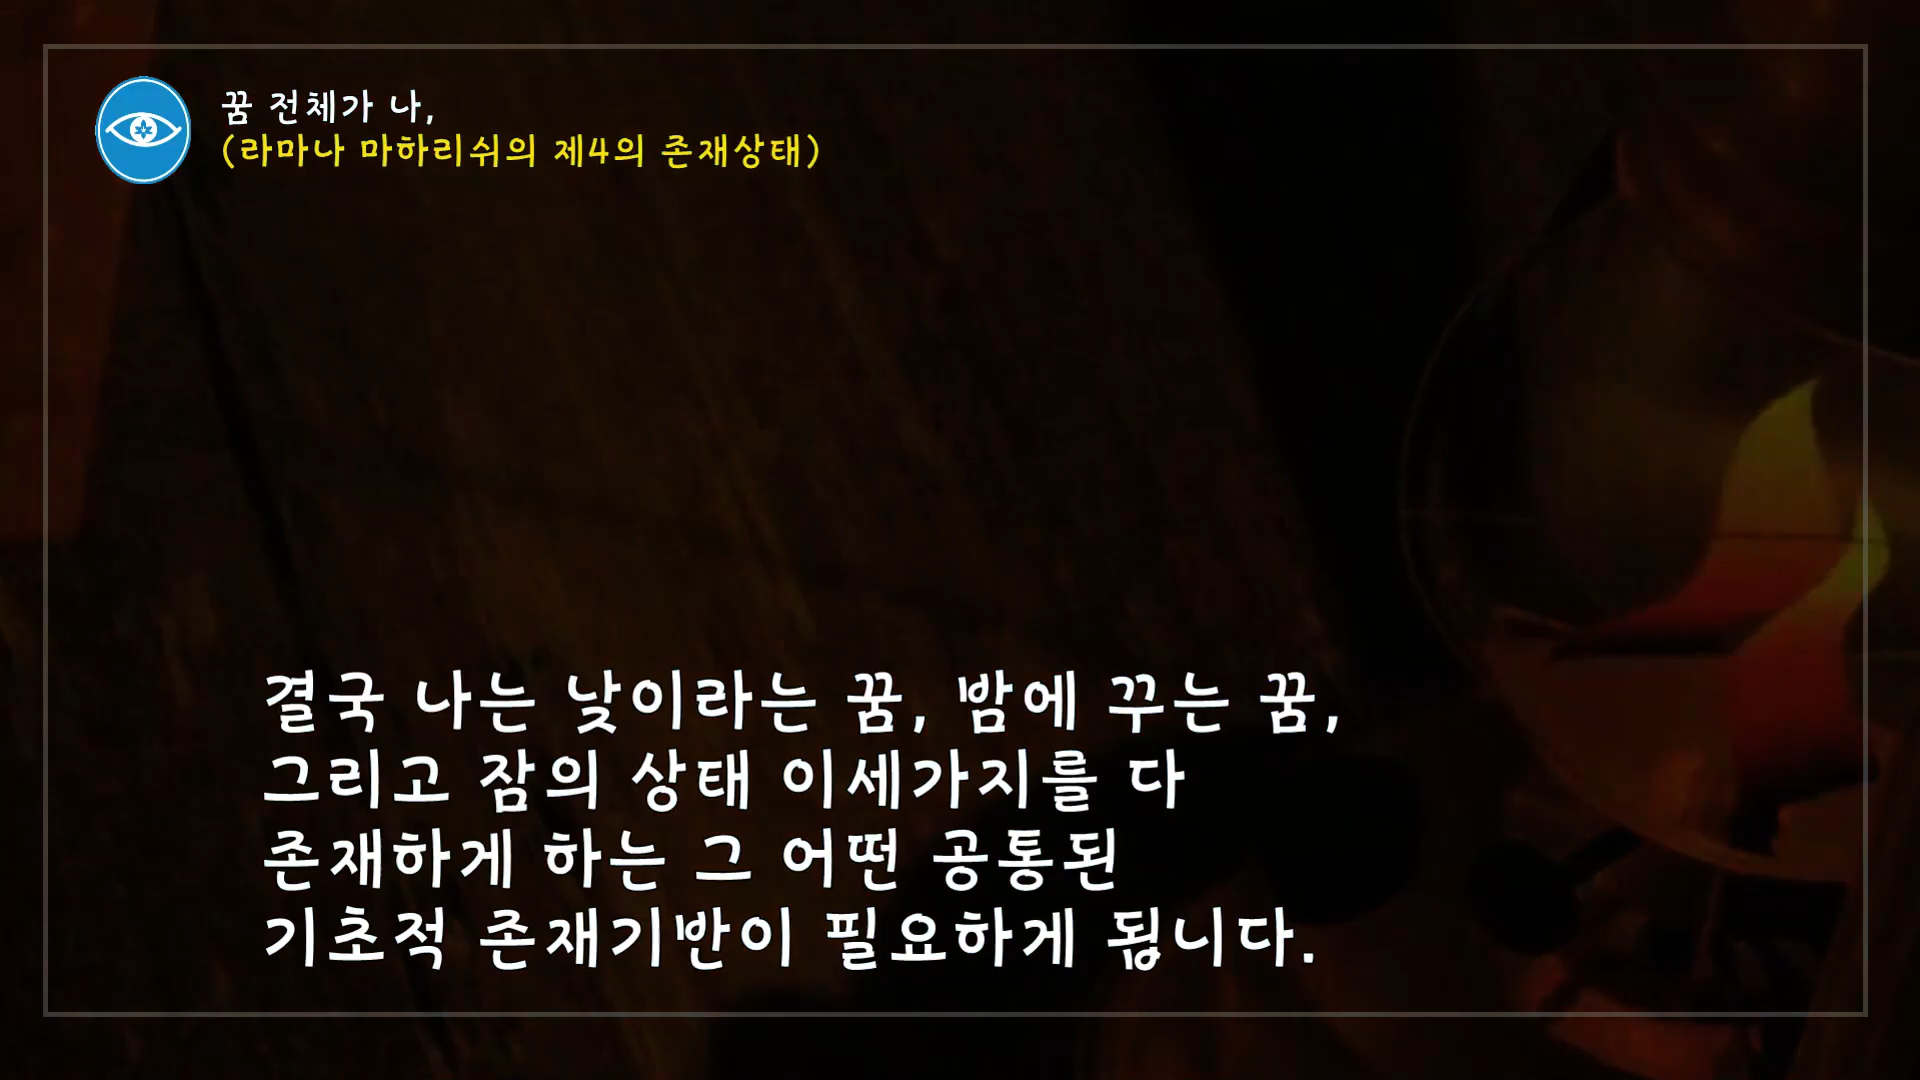 꿈 전체가 나,
(라마나 마하리쉬의 제4의 존재상태)
결국 나는 낮이라는 꿈, 밤에 꾸는 꿈,
그리고 잠의 상태 이세가지를 다
존재하게 하는 그 어떤 공통된
기초적 존재기반이 필요하게 됩니다.